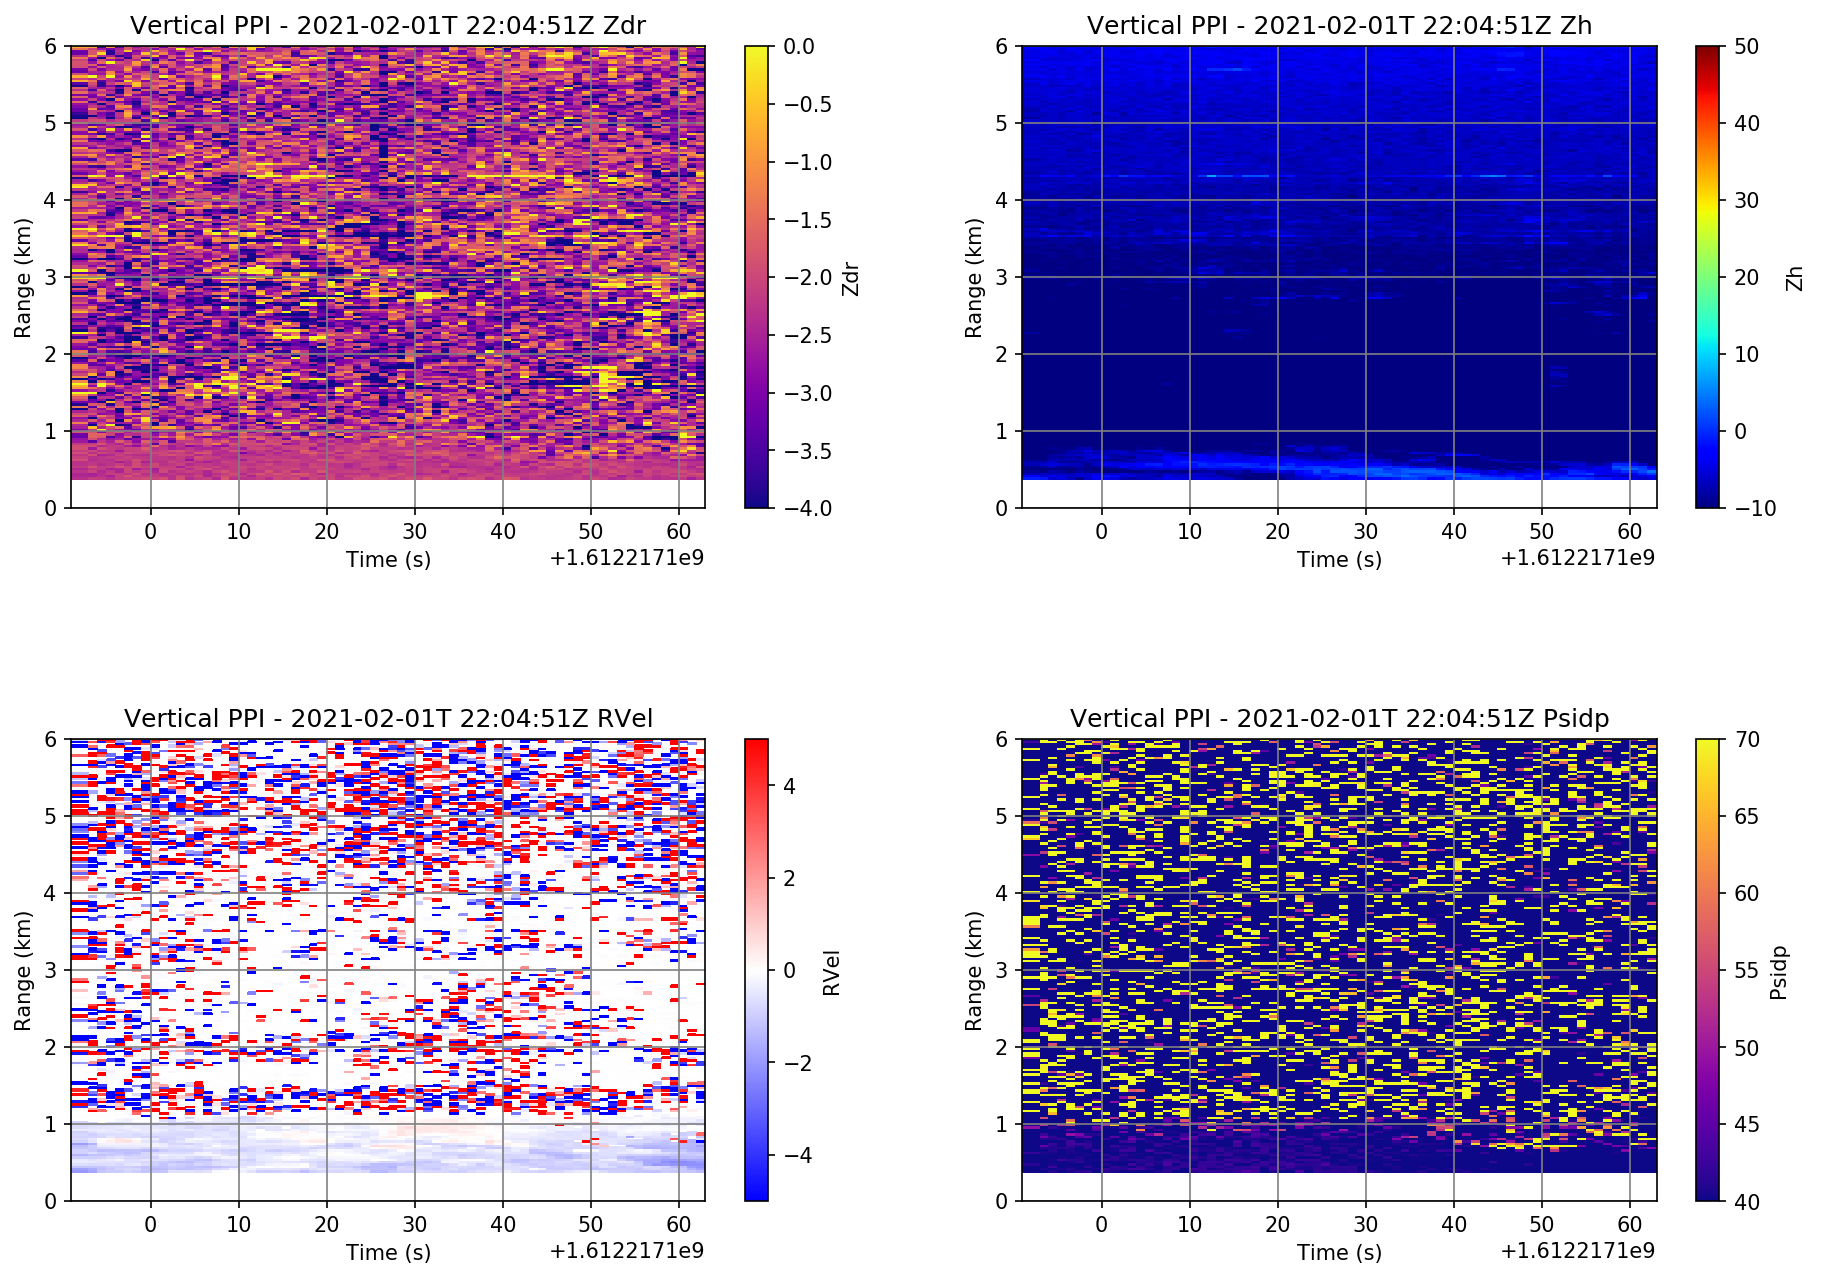 Vertical PPI - 2021-02-01T 22:04:51Z Zdr
6
5
4
3
2
1
0
Range (km)
0 10 20 30 40 50 60
Time (s)
+1.6122171e9
0.0
−0.5
−1.0
−1.5
−2.0
−2.5
−3.0
−3.5
−4.0
Zdr
Vertical PPI - 2021-02-01T 22:04:51Z Zh
6
5
4
3
2
1
0
Range (km)
0 10 20 30 40 50 60
Time (s)
+1.6122171e9
50
40
30
20
10
0
−10
Zh
Vertical PPI - 2021-02-01T 22:04:51Z RVel
6
5
4
3
2
1
0
Range (km)
0 10 20 30 40 50 60
Time (s)
+1.6122171e9
4
2
0
−2
−4
RVel
Vertical PPI - 2021-02-01T 22:04:51Z Psidp
6
5
4
3
2
1
0
Range (km)
0 10 20 30 40 50 60
Time (s)
+1.6122171e9
70
65
60
55
50
45
40
Psidp